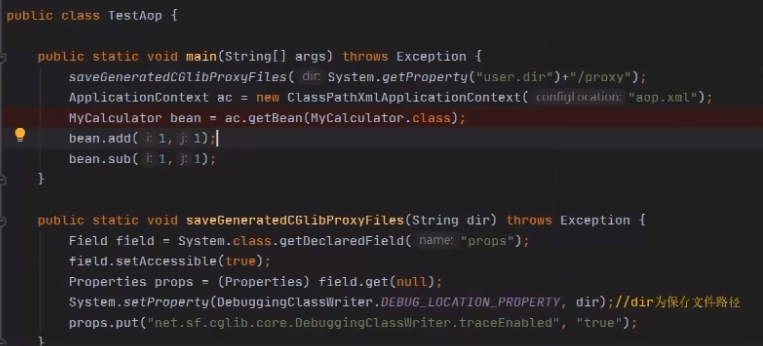 public class TestAop {
public static void main(String[] args) throws Exception {
saveGeneratedCGlibProxyFiles( dir: System.getProperty("user.dir")+"/proxy");
ApplicationContext ac = new ClassPathXmlApplicationContext( configLocation: "aop.xml");
MyCalculator bean = ac.getBean(MyCalculator.class);
bean.add( i: 1, j: 1);
bean.sub( i: 1, j: 1);
}
public static void saveGeneratedCGlibProxyFiles(String dir) throws Exception {
Field field = System.class.getDeclaredField( name: "props");
field.setAccessible(true);
Properties props = (Properties) field.get(null);
System.setProperty(DebuggingClassWriter.DEBUG_LOCATION_PROPERTY, dir);//dir为保存文件路径
props.put("net.sf.cglib.core.DebuggingClassWriter.traceEnabled", "true");
}